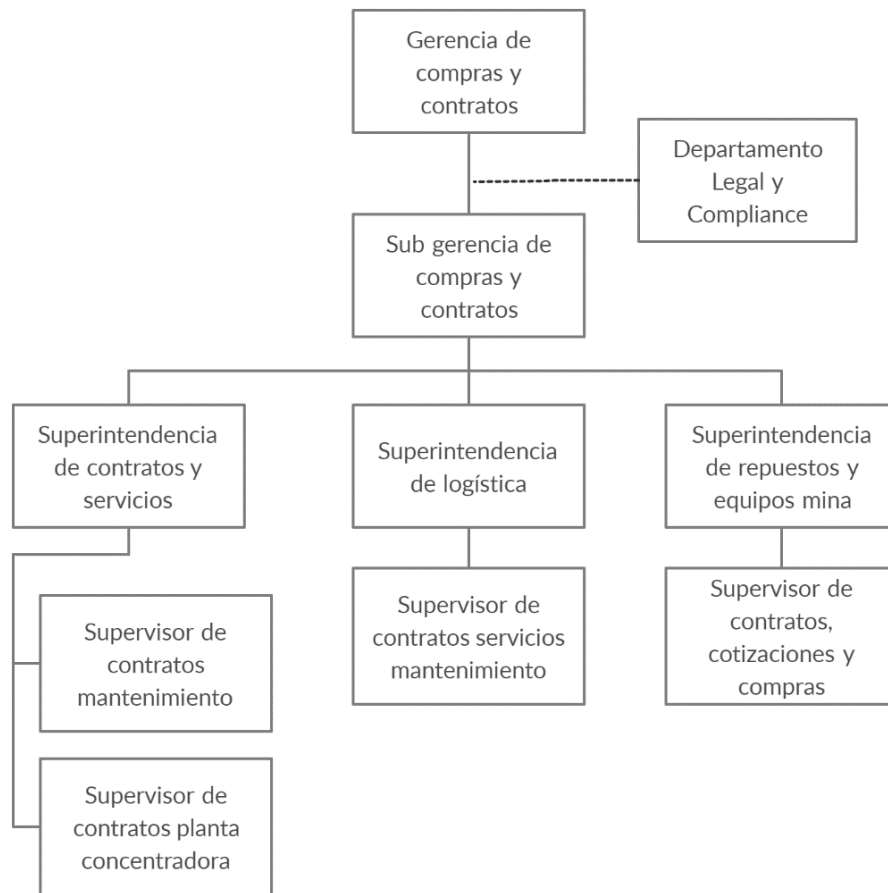 Gerencia de
compras y
contratos
Departamento
Legal y
Compliance
Sub gerencia de
compras y
contratos
Superintendencia
de contratos y
servicios
Superintendencia
de logística
Superintendencia
de repuestos y
equipos mina
Supervisor de
contratos
mantenimiento
Supervisor de
contratos servicios
mantenimiento
Supervisor de
contratos,
cotizaciones y
compras
Supervisor de
contratos planta
concentradora